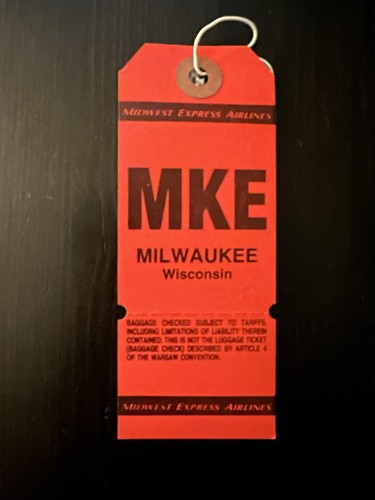 MIDWEST EXPRESS AIRLINES
MKE
MILWAUKEE
Wisconsin
BAGGAGE CHECKED SUBJECT TO TARIFFS,
INCLUDING LIMITATIONS OF LIABILITY THEREIN
CONTAINED. THIS IS NOT THE LUGGAGE TICKET
(BAGGAGE CHECK) DESCRIBED BY ARTICLE 4
OF THE WARSAW CONVENTION.
MIDWEST EXPRESS AIRLINES